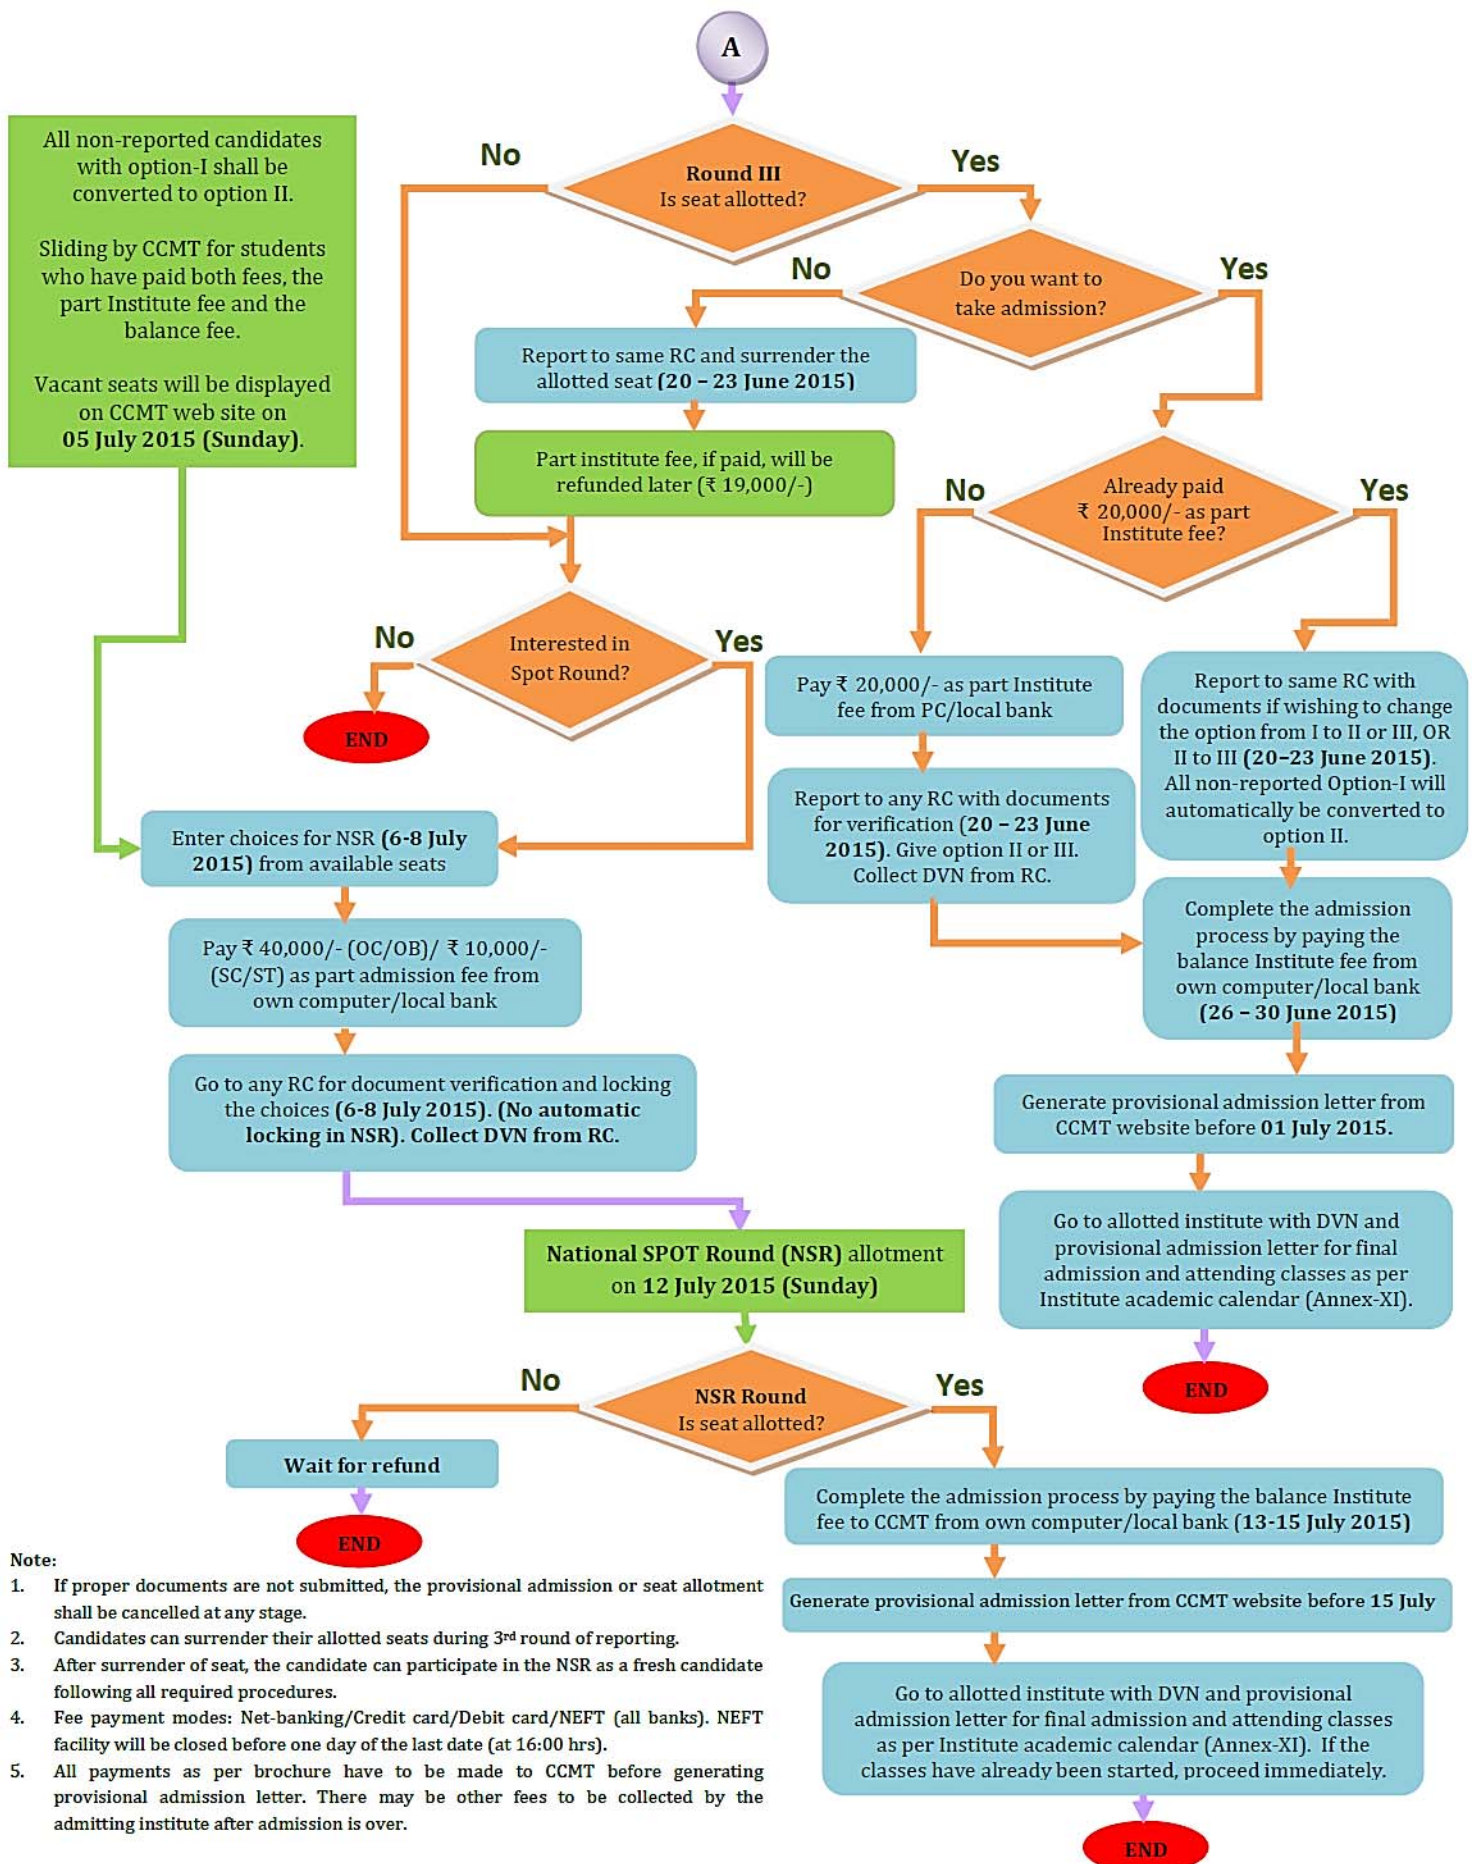 A
All non-reported candidates
with option-I shall be
converted to option II.
Sliding by CCMT for students
who have paid both fees, the
part Institute fee and the
balance fee.
Vacant seats will be displayed
on CCMT web site on
05 July 2015 (Sunday).
No
Round III
Is seat allotted?
Yes
No
Do you want to
take admission?
Yes
Report to same RC and surrender the
allotted seat (20 – 23 June 2015)
Part institute fee, if paid, will be
refunded later (₹ 19,000/-)
No
Already paid
₹ 20,000/- as part
Institute fee?
Yes
No
Interested in
Spot Round?
Yes
END
Pay ₹ 20,000/- as part Institute
fee from PC/local bank
Report to same RC with
documents if wishing to change
the option from I to II or III, OR
II to III (20–23 June 2015).
All non-reported Option-I will
automatically be converted to
option II.
Report to any RC with documents
for verification (20 – 23 June
2015). Give option II or III.
Collect DVN from RC.
Enter choices for NSR (6-8 July
2015) from available seats
Complete the admission
process by paying the
balance Institute fee from
own computer/local bank
(26 – 30 June 2015)
Pay ₹ 40,000/- (OC/OB)/ ₹ 10,000/-
(SC/ST) as part admission fee from
own computer/local bank
Go to any RC for document verification and locking
the choices (6-8 July 2015). (No automatic
locking in NSR). Collect DVN from RC.
Generate provisional admission letter from
CCMT website before 01 July 2015.
Go to allotted institute with DVN and
provisional admission letter for final
admission and attending classes as per
Institute academic calendar (Annex-XI).
END
National SPOT Round (NSR) allotment
on 12 July 2015 (Sunday)
No
NSR Round
Is seat allotted?
Yes
Wait for refund
END
Complete the admission process by paying the balance Institute
fee to CCMT from own computer/local bank (13-15 July 2015)
Generate provisional admission letter from CCMT website before 15 July
Go to allotted institute with DVN and provisional
admission letter for final admission and attending classes
as per Institute academic calendar (Annex-XI). If the
classes have already been started, proceed immediately.
END
Note:
1. If proper documents are not submitted, the provisional admission or seat allotment
shall be cancelled at any stage.
2. Candidates can surrender their allotted seats during 3rd round of reporting.
3. After surrender of seat, the candidate can participate in the NSR as a fresh candidate
following all required procedures.
4. Fee payment modes: Net-banking/Credit card/Debit card/NEFT (all banks). NEFT
facility will be closed before one day of the last date (at 16:00 hrs).
5. All payments as per brochure have to be made to CCMT before generating
provisional admission letter. There may be other fees to be collected by the
admitting institute after admission is over.